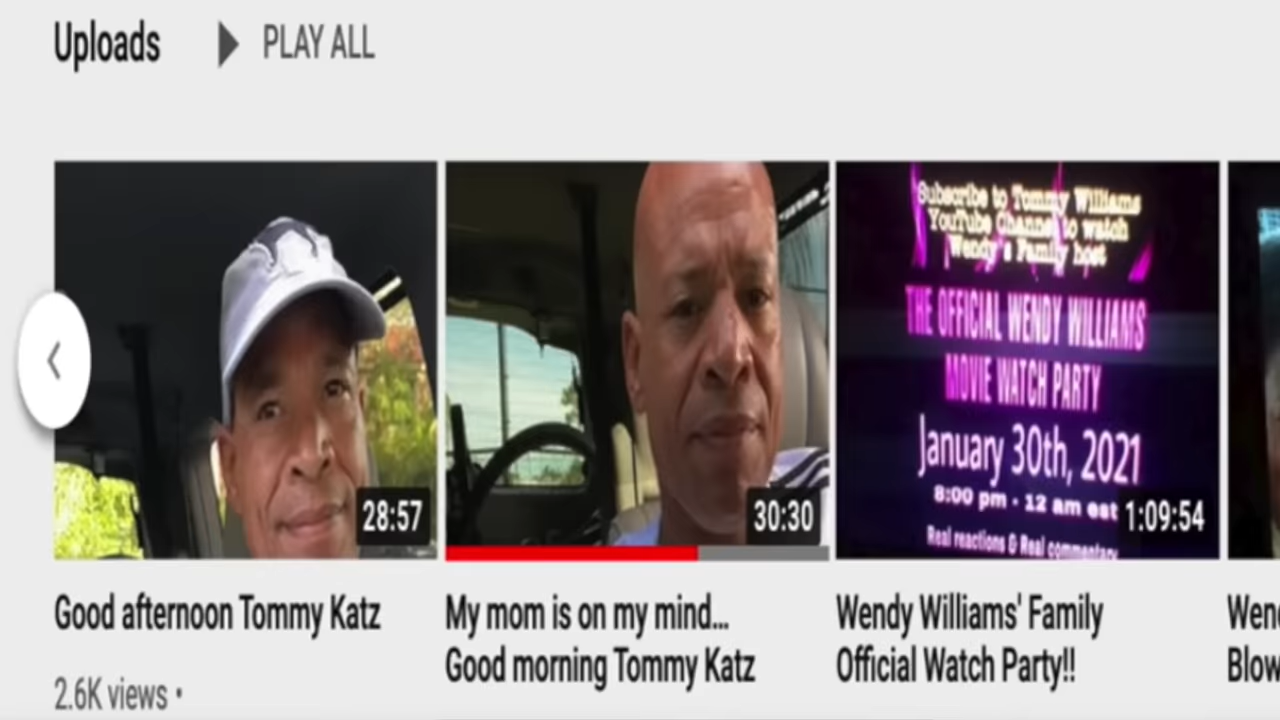 Uploads
PLAY ALL
Subscribe to Tommy Williams
YouTube Channel to watch
Wendy's Family host
THE OFFICIAL WENDY WILLIAMS
MOVIE WATCH PARTY
January 30th, 2021
8:00 pm - 12 am est
Real reactions & Real commentary
28:57
30:30
1:09:54
Good afternoon Tommy Katz
My mom is on my mind...
Good morning Tommy Katz
Wendy Williams' Family
Official Watch Party!!
2.6K views •